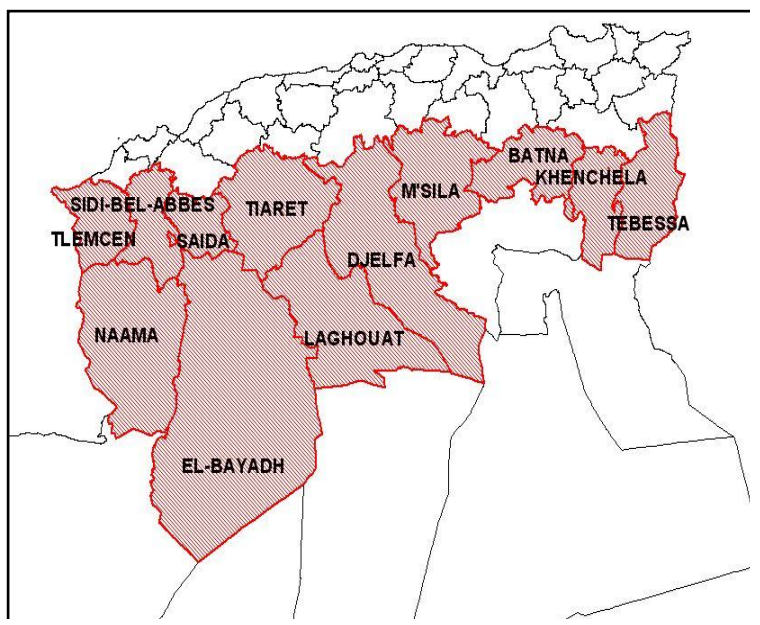 BATNA
KHENCHELA
M'SILA
SIDI-BEL-ABBES
TIARET
TEBESSA
TLEMCEN
SAIDA
DJELFA
NAAMA
LAGHOUAT
EL-BAYADH